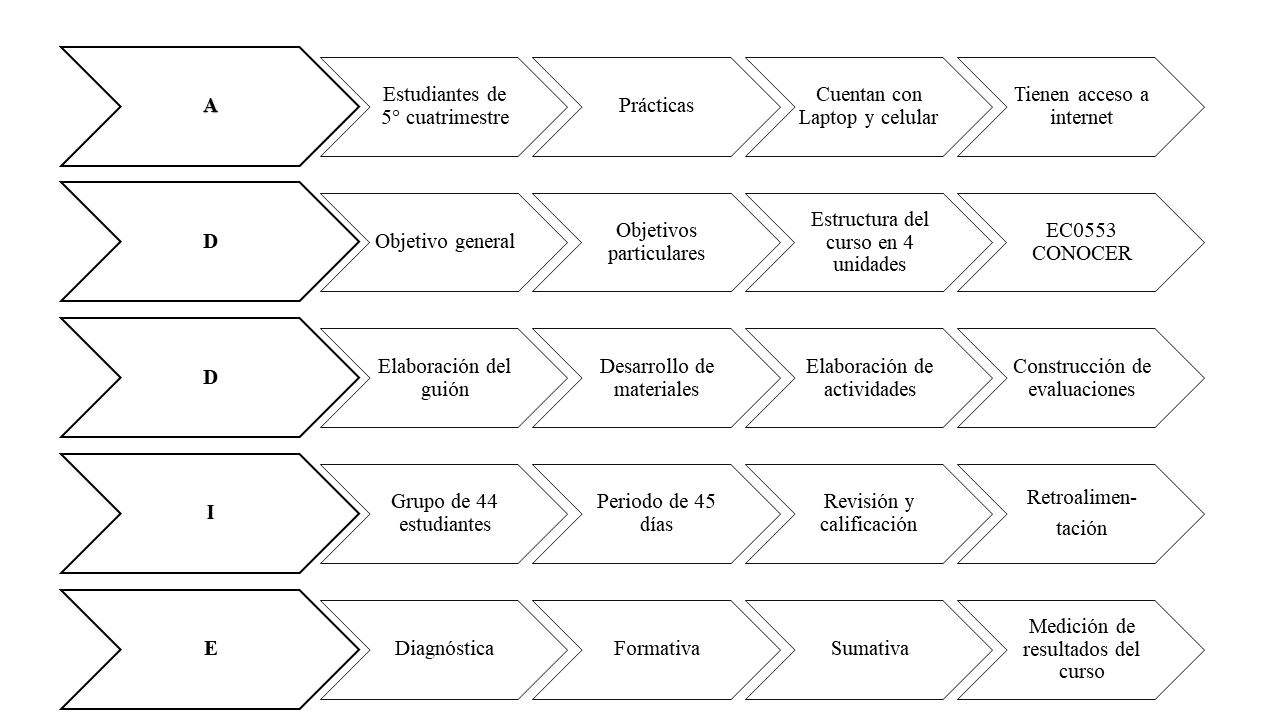 A
Estudiantes de
5° cuatrimestre
Prácticas
Cuentan con
Laptop y celular
Tienen acceso a
internet
D
Objetivo general
Objetivos
particulares
Estructura del
curso en 4
unidades
EC0553
CONOCER
D
Elaboración del
guión
Desarrollo de
materiales
Elaboración de
actividades
Construcción de
evaluaciones
I
Grupo de 44
estudiantes
Periodo de 45
días
Revisión y
calificación
Retroalimen-
tación
E
Diagnóstica
Formativa
Sumativa
Medición de
resultados del
curso